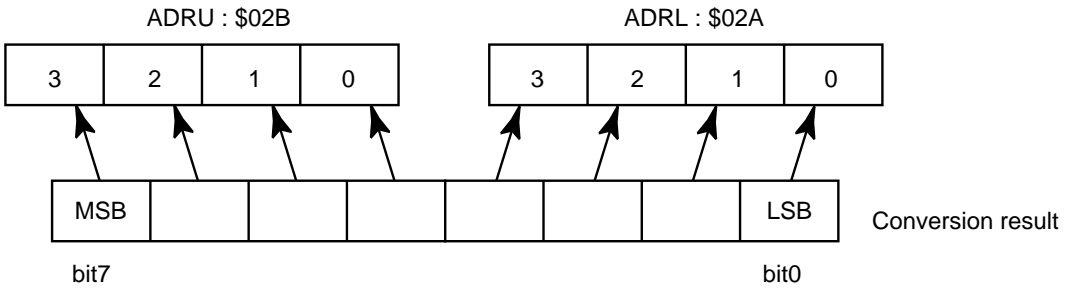 ADRU : $02B ADRL : $02A
3 2 1 0 3 2 1 0
MSB LSB
Conversion result
bit7 bit0